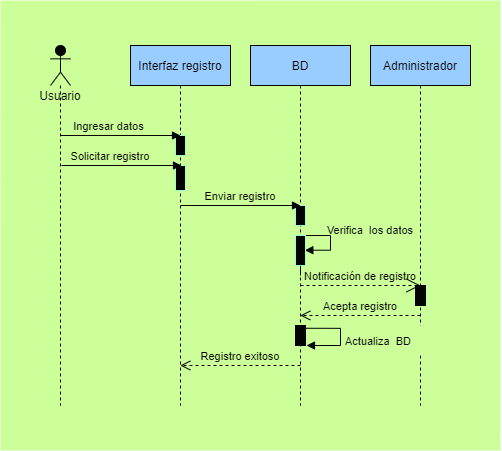 Interfaz registro
BD
Administrador
Usuario
Ingresar datos
Solicitar registro
Enviar registro
Verifica los datos
Notificación de registro
Acepta registro
Actualiza BD
Registro exitoso